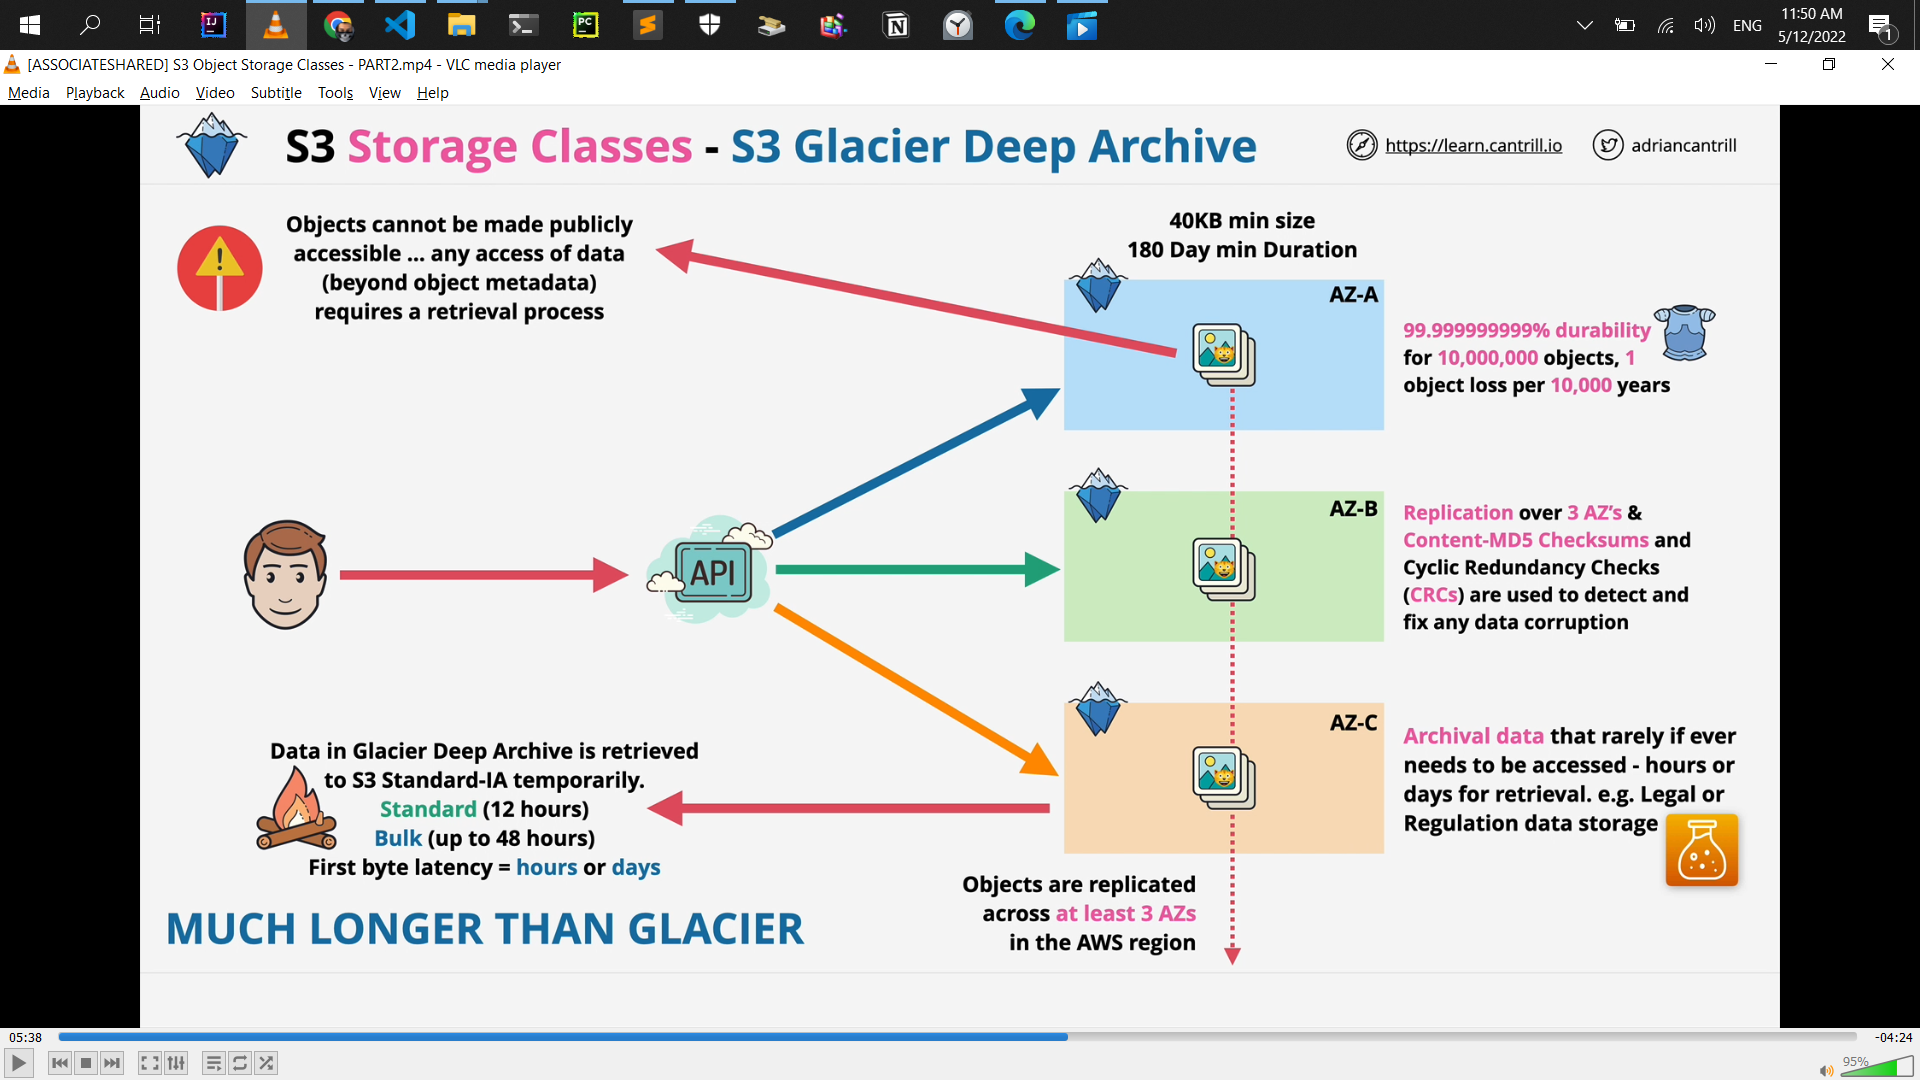 IJ
PC
N
ENG
11:50 AM
5/12/2022
1
[ASSOCIATESHARED] S3 Object Storage Classes - PART2.mp4 - VLC media player
Media Playback Audio Video Subtitle Tools View Help
S3 Storage Classes - S3 Glacier Deep Archive
https://learn.cantrill.io
adriancantrill
Objects cannot be made publicly
accessible ... any access of data
(beyond object metadata)
requires a retrieval process
40KB min size
180 Day min Duration
AZ-A
99.999999999% durability
for 10,000,000 objects, 1
object loss per 10,000 years
API
AZ-B
Replication over 3 AZ's &
Content-MD5 Checksums and
Cyclic Redundancy Checks
(CRCs) are used to detect and
fix any data corruption
AZ-C
Archival data that rarely if ever
needs to be accessed - hours or
days for retrieval. e.g. Legal or
Regulation data storage
Data in Glacier Deep Archive is retrieved
to S3 Standard-IA temporarily.
Standard (12 hours)
Bulk (up to 48 hours)
First byte latency = hours or days
MUCH LONGER THAN GLACIER
Objects are replicated
across at least 3 AZs
in the AWS region
05:38
-04:24
95%